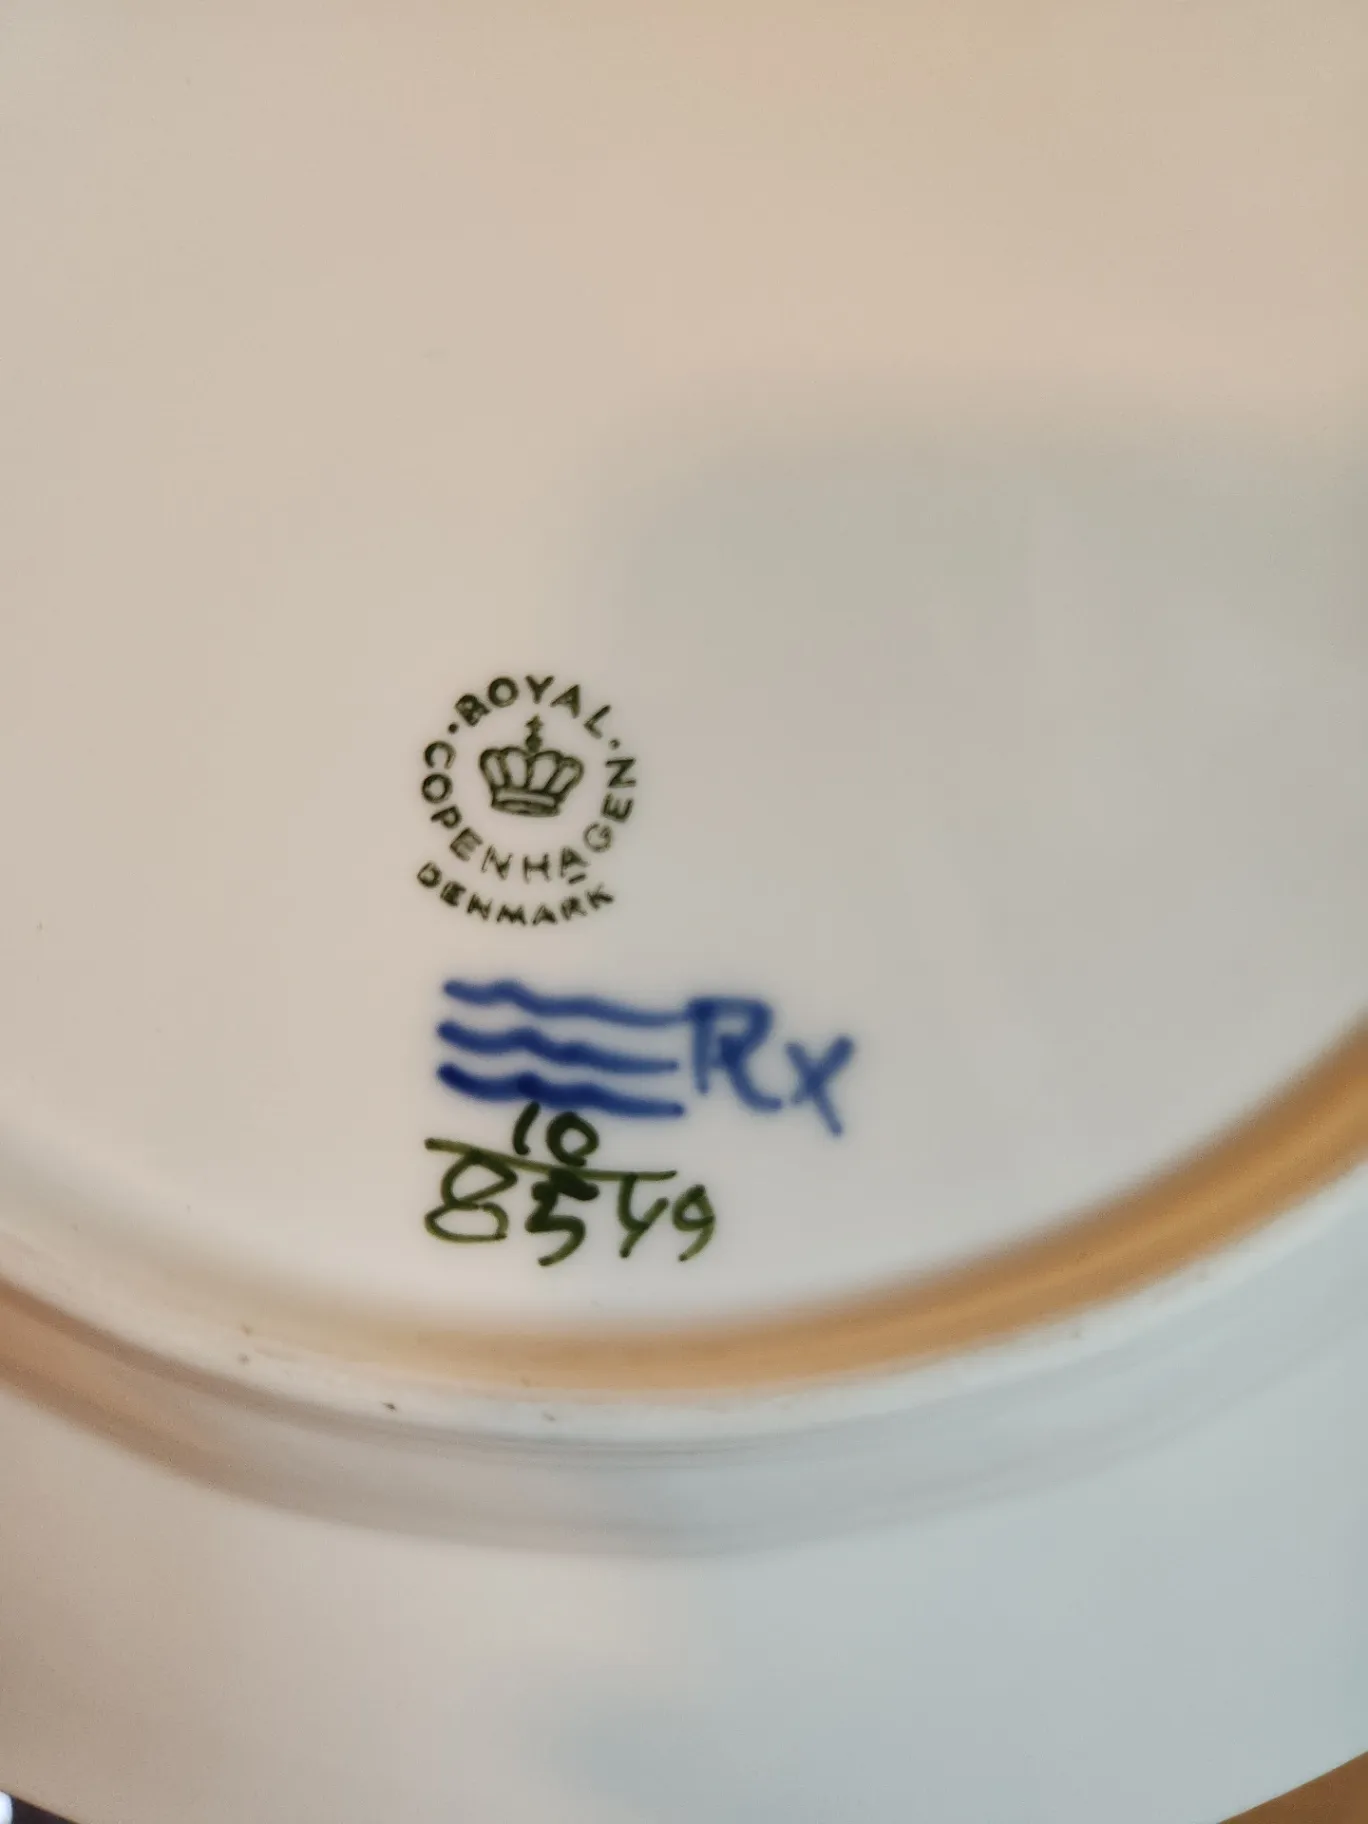 ROYAL
COPENHAGEN
DENMARK
Rx
10
8549